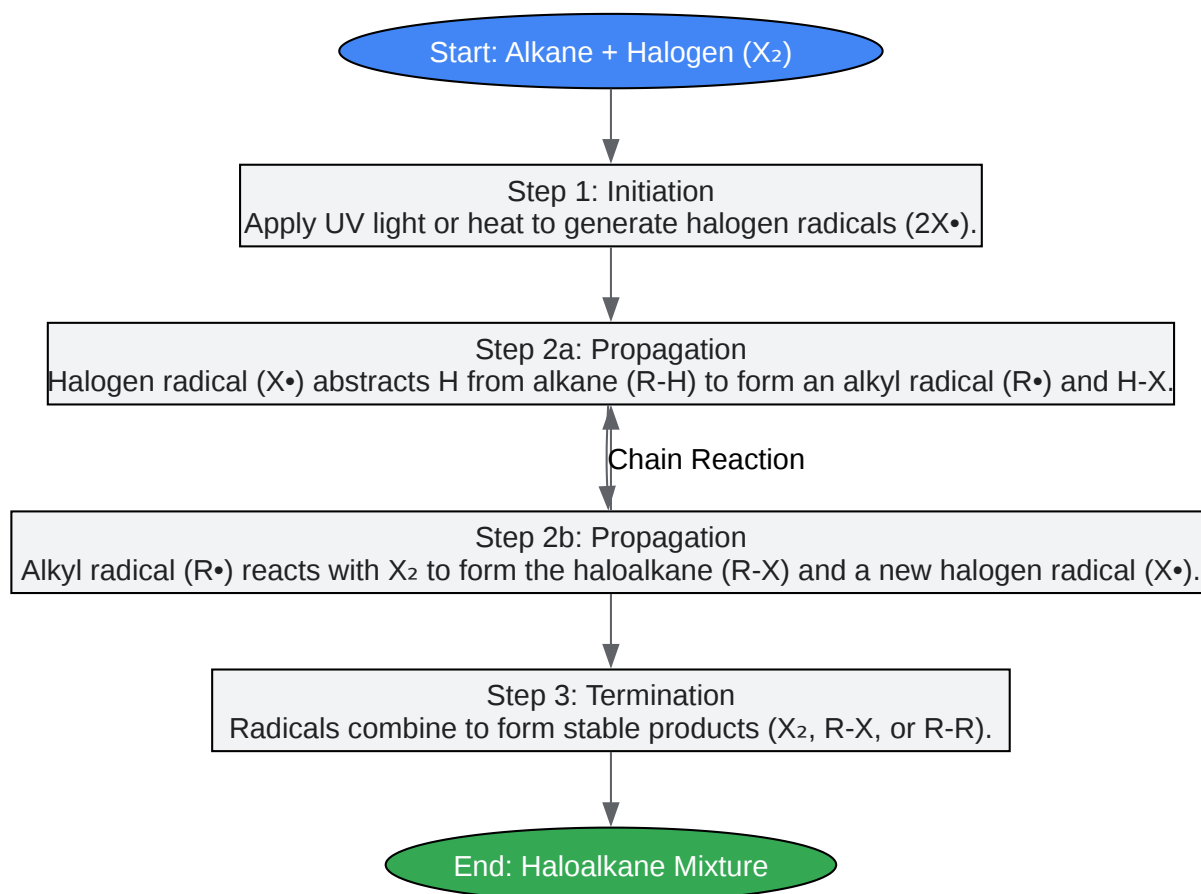 Start: Alkane + Halogen (X₂)
Step 1: Initiation
Apply UV light or heat to generate halogen radicals (2X•).
Step 2a: Propagation
Halogen radical (X•) abstracts H from alkane (R-H) to form an alkyl radical (R•) and H-X.
Chain Reaction
Step 2b: Propagation
Alkyl radical (R•) reacts with X₂ to form the haloalkane (R-X) and a new halogen radical (X•).
Step 3: Termination
Radicals combine to form stable products (X₂, R-X, or R-R).
End: Haloalkane Mixture